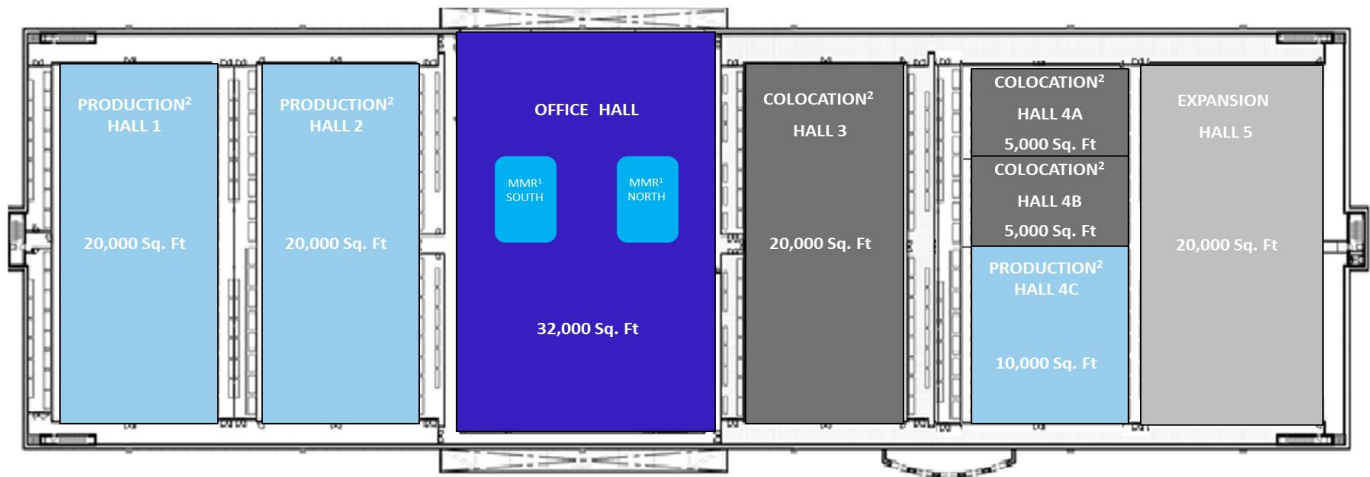 PRODUCTION²
HALL 1
20,000 Sq. Ft
PRODUCTION²
HALL 2
20,000 Sq. Ft
OFFICE HALL
MMR¹
SOUTH
MMR¹
NORTH
32,000 Sq. Ft
COLOCATION²
HALL 3
20,000 Sq. Ft
COLOCATION²
HALL 4A
5,000 Sq. Ft
COLOCATION²
HALL 4B
5,000 Sq. Ft
PRODUCTION²
HALL 4C
10,000 Sq. Ft
EXPANSION
HALL 5
20,000 Sq. Ft